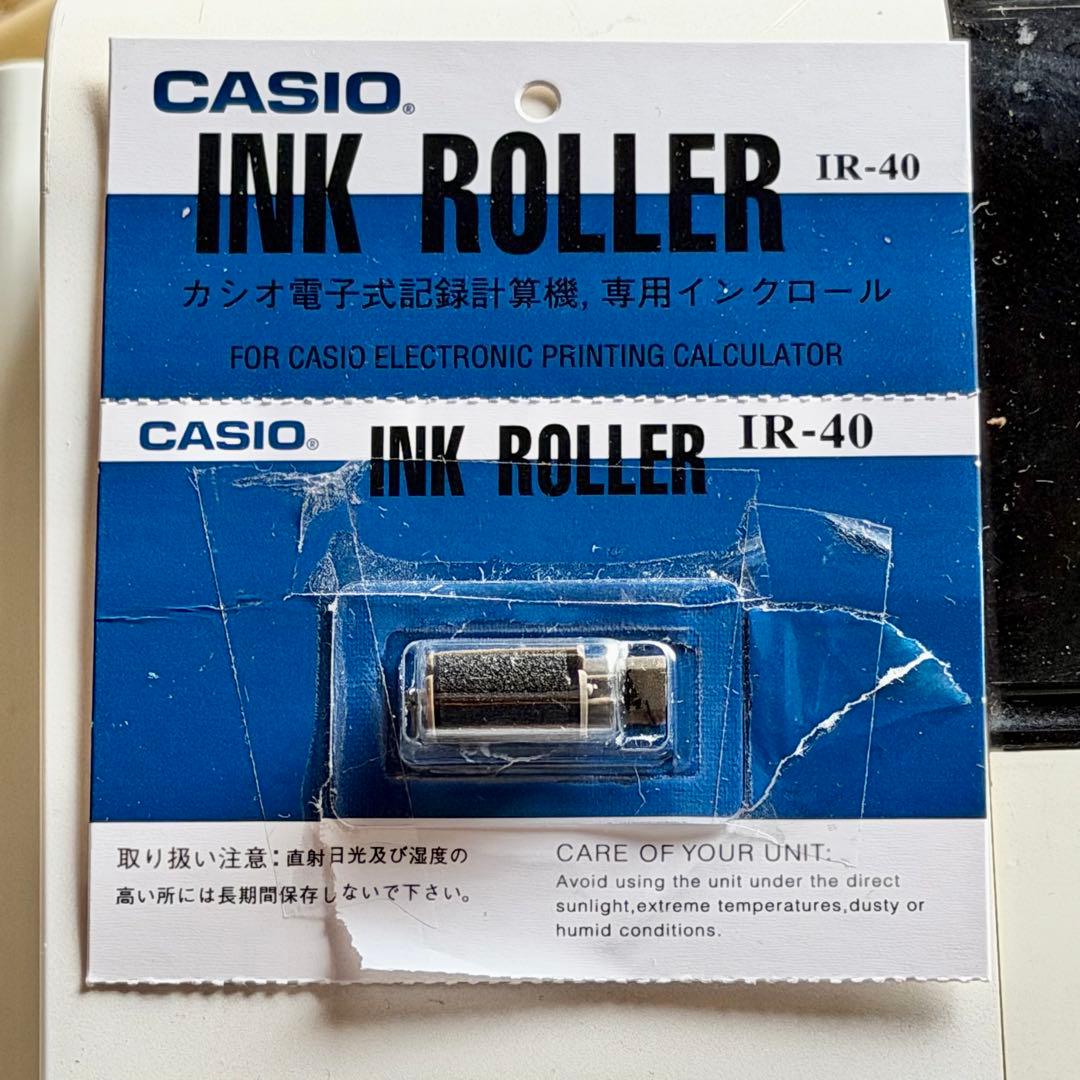 CASIO®
INK ROLLER IR-40
カシオ電子式記録計算機, 専用インクロール
FOR CASIO ELECTRONIC PRINTING CALCULATOR
CASIO® INK ROLLER IR-40
取り扱い注意:直射日光及び湿度の
高い所には長期間保存しないで下さい。
CARE OF YOUR UNIT:
Avoid using the unit under the direct
sunlight,extreme temperatures,dusty or
humid conditions.